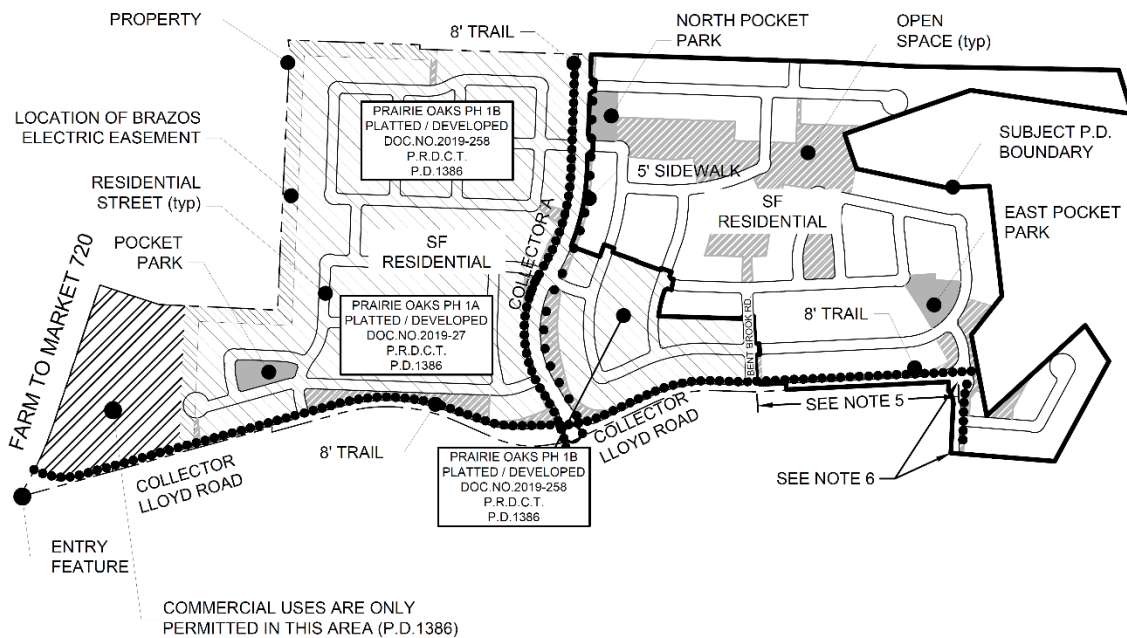 PROPERTY
8' TRAIL
NORTH POCKET
PARK
OPEN
SPACE (typ)
LOCATION OF BRAZOS
ELECTRIC EASEMENT
PRAIRIE OAKS PH 1B
PLATTED / DEVELOPED
DOC.NO.2019-258
P.R.D.C.T.
P.D.1386
SUBJECT P.D.
BOUNDARY
RESIDENTIAL
STREET (typ)
5' SIDEWALK
SF
RESIDENTIAL
EAST POCKET
PARK
POCKET
PARK
SF
RESIDENTIAL
COLLECTOR A
FARM TO MARKET 720
PRAIRIE OAKS PH 1A
PLATTED / DEVELOPED
DOC.NO.2019-27
P.R.D.C.T.
P.D.1386
8' TRAIL
BENT BROOK RD.
SEE NOTE 5
COLLECTOR
LLOYD ROAD
8' TRAIL
COLLECTOR
LLOYD ROAD
PRAIRIE OAKS PH 1B
PLATTED / DEVELOPED
DOC.NO.2019-258
P.R.D.C.T.
P.D.1386
SEE NOTE 6
ENTRY
FEATURE
COMMERCIAL USES ARE ONLY
PERMITTED IN THIS AREA (P.D.1386)